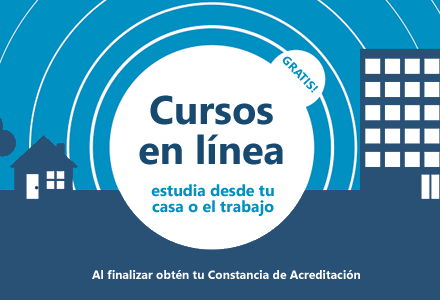 GRATIS!
Cursos
en línea
estudia desde tu
casa o el trabajo
Al finalizar obtén tu Constancia de Acreditación